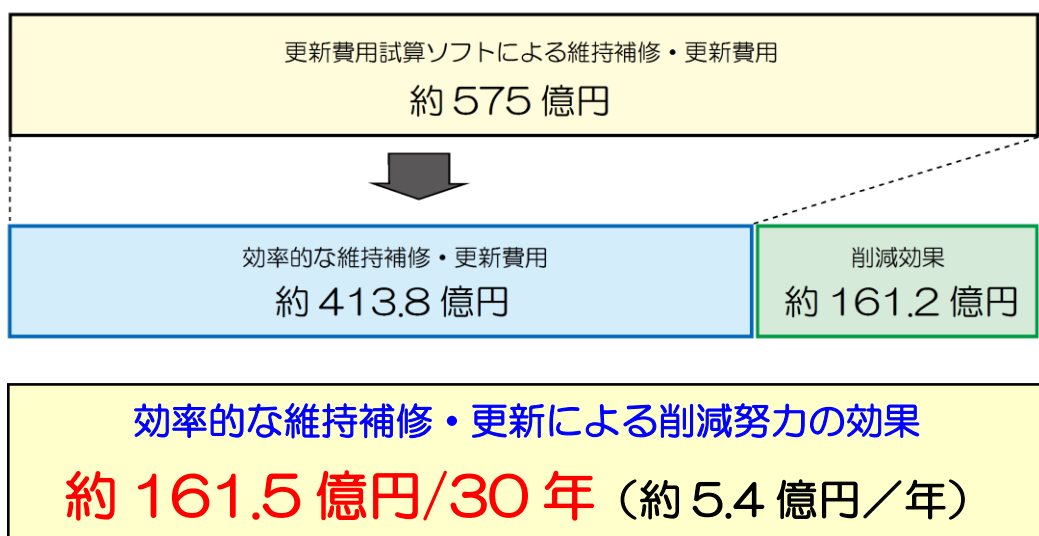 更新費用試算ソフトによる維持補修・更新費用
約 575 億円
効率的な維持補修・更新費用
約 413.8 億円
削減効果
約 161.2 億円
効率的な維持補修・更新による削減努力の効果
約 161.5 億円/30 年（約 5.4 億円／年）